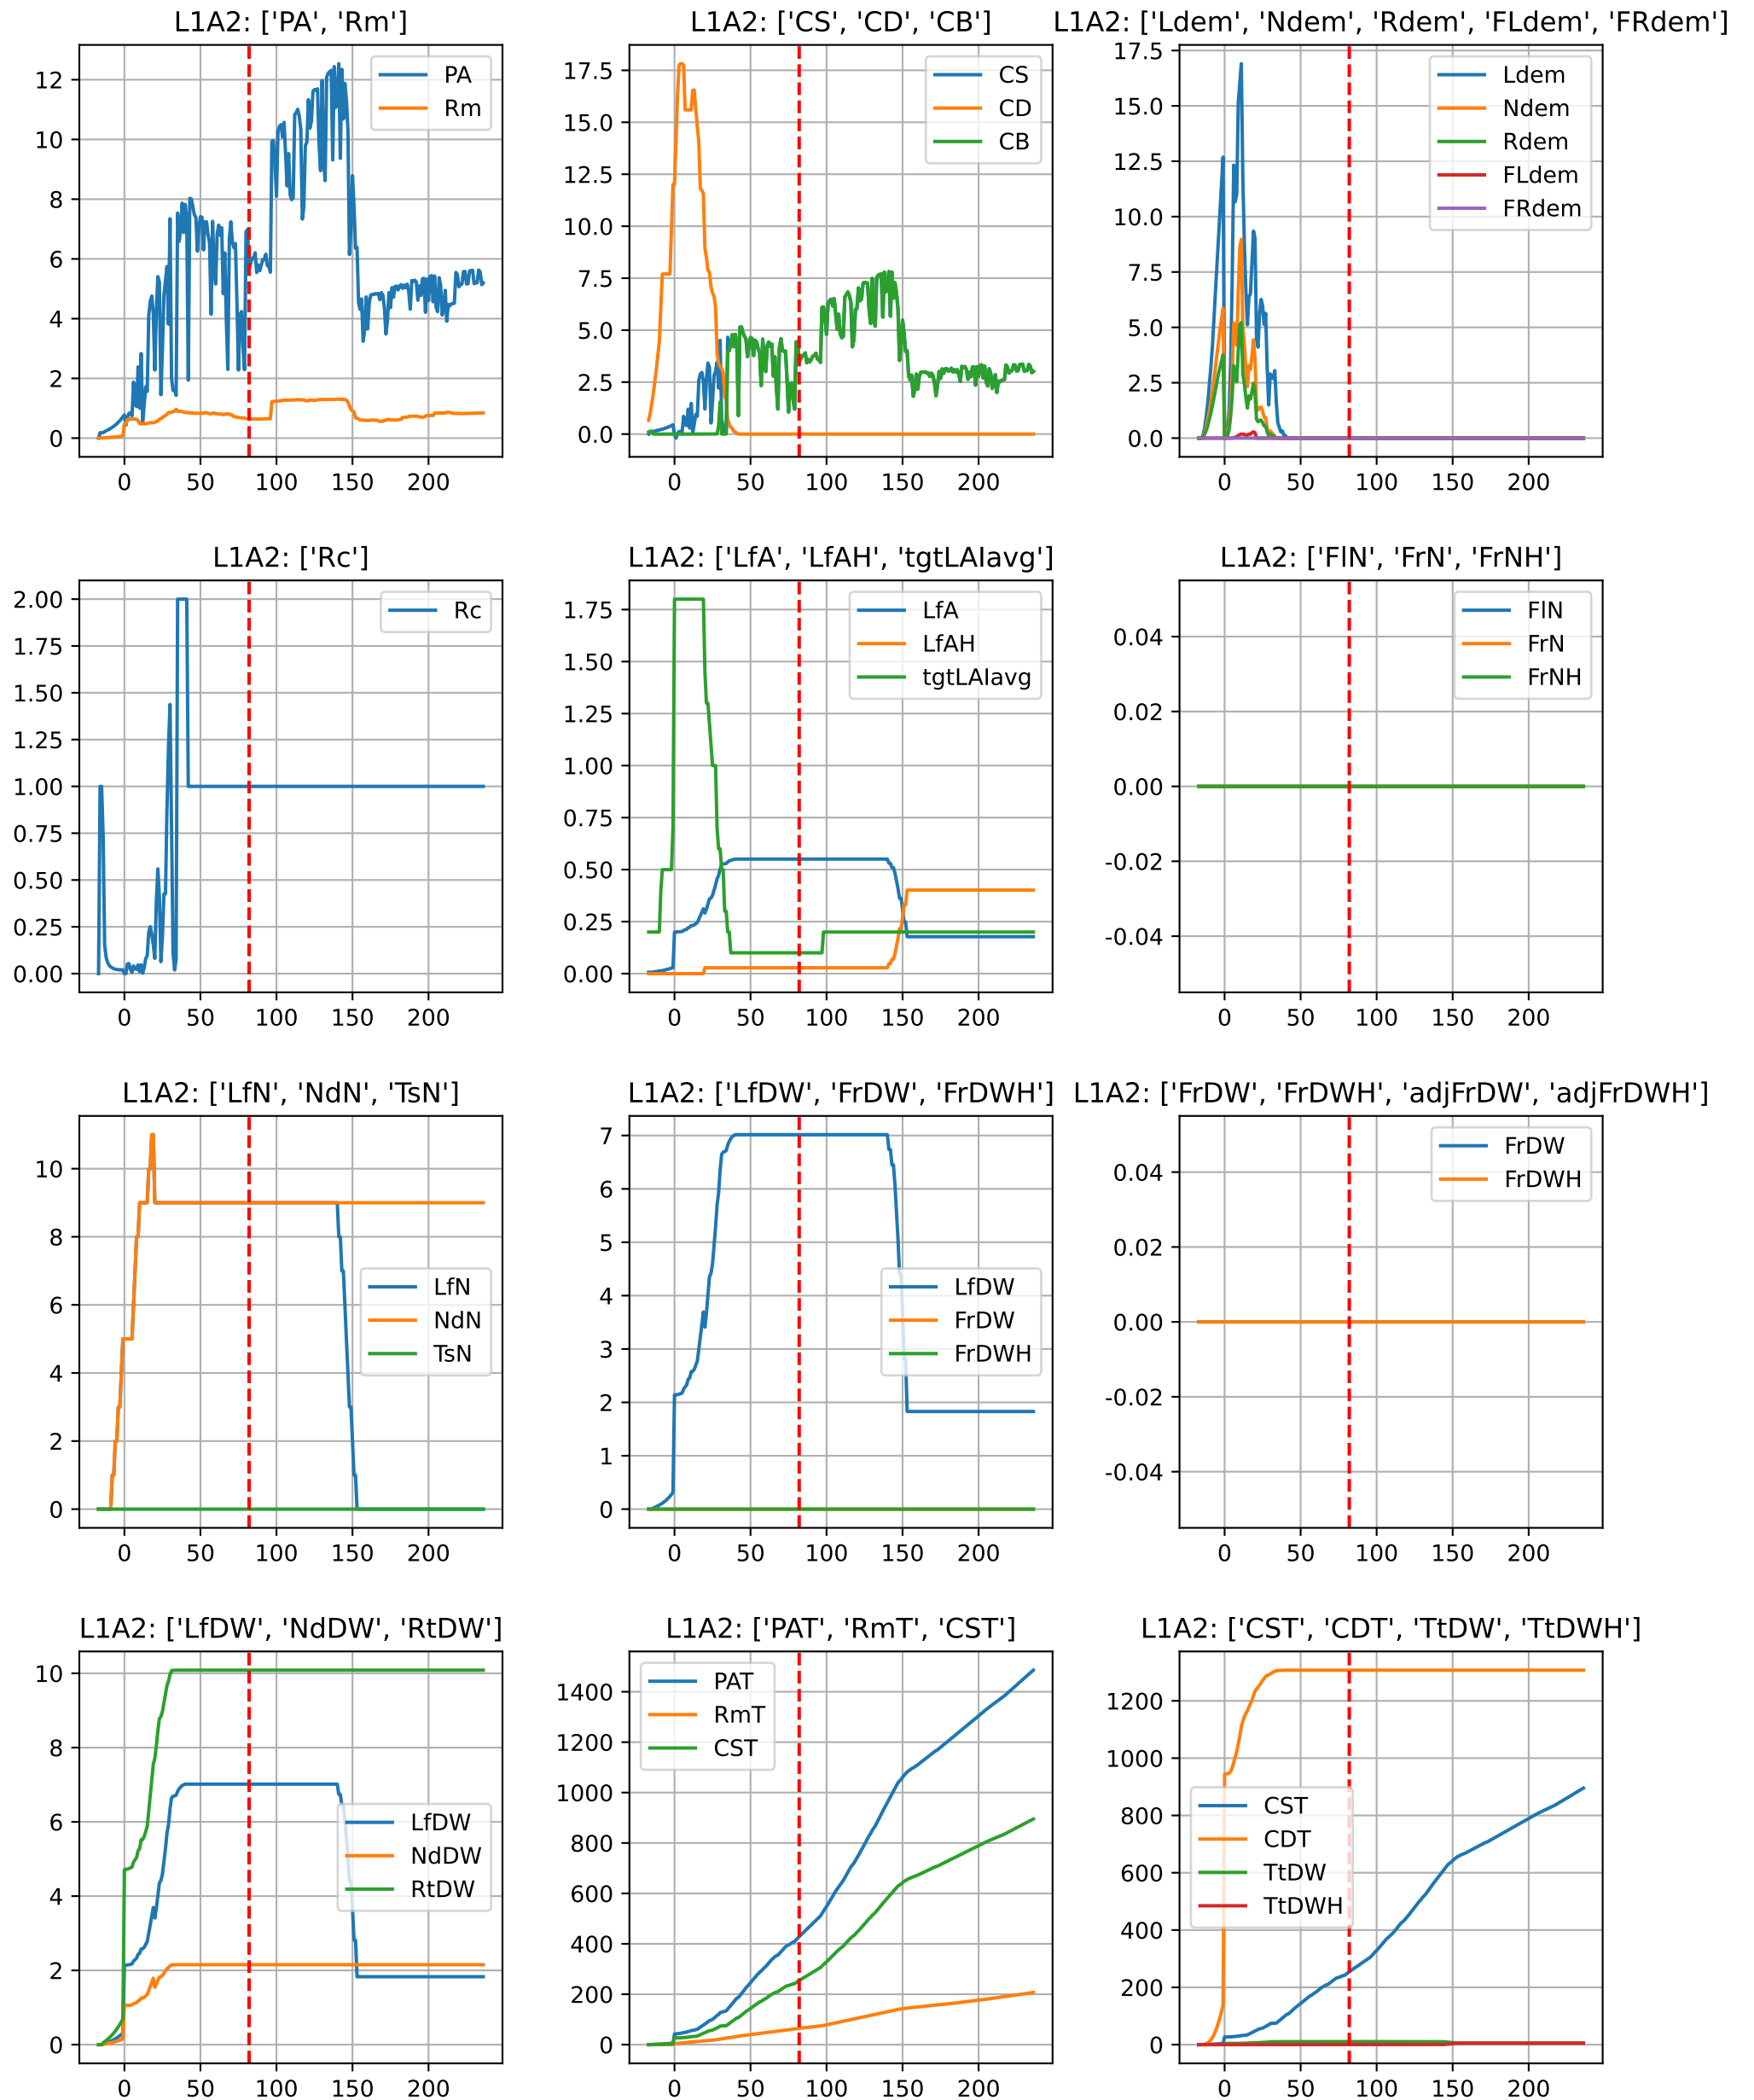 L1A2: ['PA', 'Rm']
12
10
8
6
4
2
0
0 50 100 150 200
PA
Rm
L1A2: ['CS', 'CD', 'CB']
17.5
15.0
12.5
10.0
7.5
5.0
2.5
0.0
0 50 100 150 200
CS
CD
CB
L1A2: ['Ldem', 'Ndem', 'Rdem', 'FLdem', 'FRdem']
17.5
15.0
12.5
10.0
7.5
5.0
2.5
0.0
0 50 100 150 200
Ldem
Ndem
Rdem
FLdem
FRdem
L1A2: ['Rc']
2.00
1.75
1.50
1.25
1.00
0.75
0.50
0.25
0.00
0 50 100 150 200
Rc
L1A2: ['LfA', 'LfAH', 'tgtLAIavg']
1.75
1.50
1.25
1.00
0.75
0.50
0.25
0.00
0 50 100 150 200
LfA
LfAH
tgtLAIavg
L1A2: ['FlN', 'FrN', 'FrNH']
0.04
0.02
0.00
-0.02
-0.04
0 50 100 150 200
FlN
FrN
FrNH
L1A2: ['LfN', 'NdN', 'TsN']
10
8
6
4
2
0
0 50 100 150 200
LfN
NdN
TsN
L1A2: ['LfDW', 'FrDW', 'FrDWH']
7
6
5
4
3
2
1
0
0 50 100 150 200
LfDW
FrDW
FrDWH
L1A2: ['FrDW', 'FrDWH', 'adjFrDW', 'adjFrDWH']
0.04
0.02
0.00
-0.02
-0.04
0 50 100 150 200
FrDW
FrDWH
L1A2: ['LfDW', 'NdDW', 'RtDW']
10
8
6
4
2
0
0 50 100 150 200
LfDW
NdDW
RtDW
L1A2: ['PAT', 'RmT', 'CST']
1400
1200
1000
800
600
400
200
0
0 50 100 150 200
PAT
RmT
CST
L1A2: ['CST', 'CDT', 'TtDW', 'TtDWH']
1200
1000
800
600
400
200
0
0 50 100 150 200
CST
CDT
TtDW
TtDWH